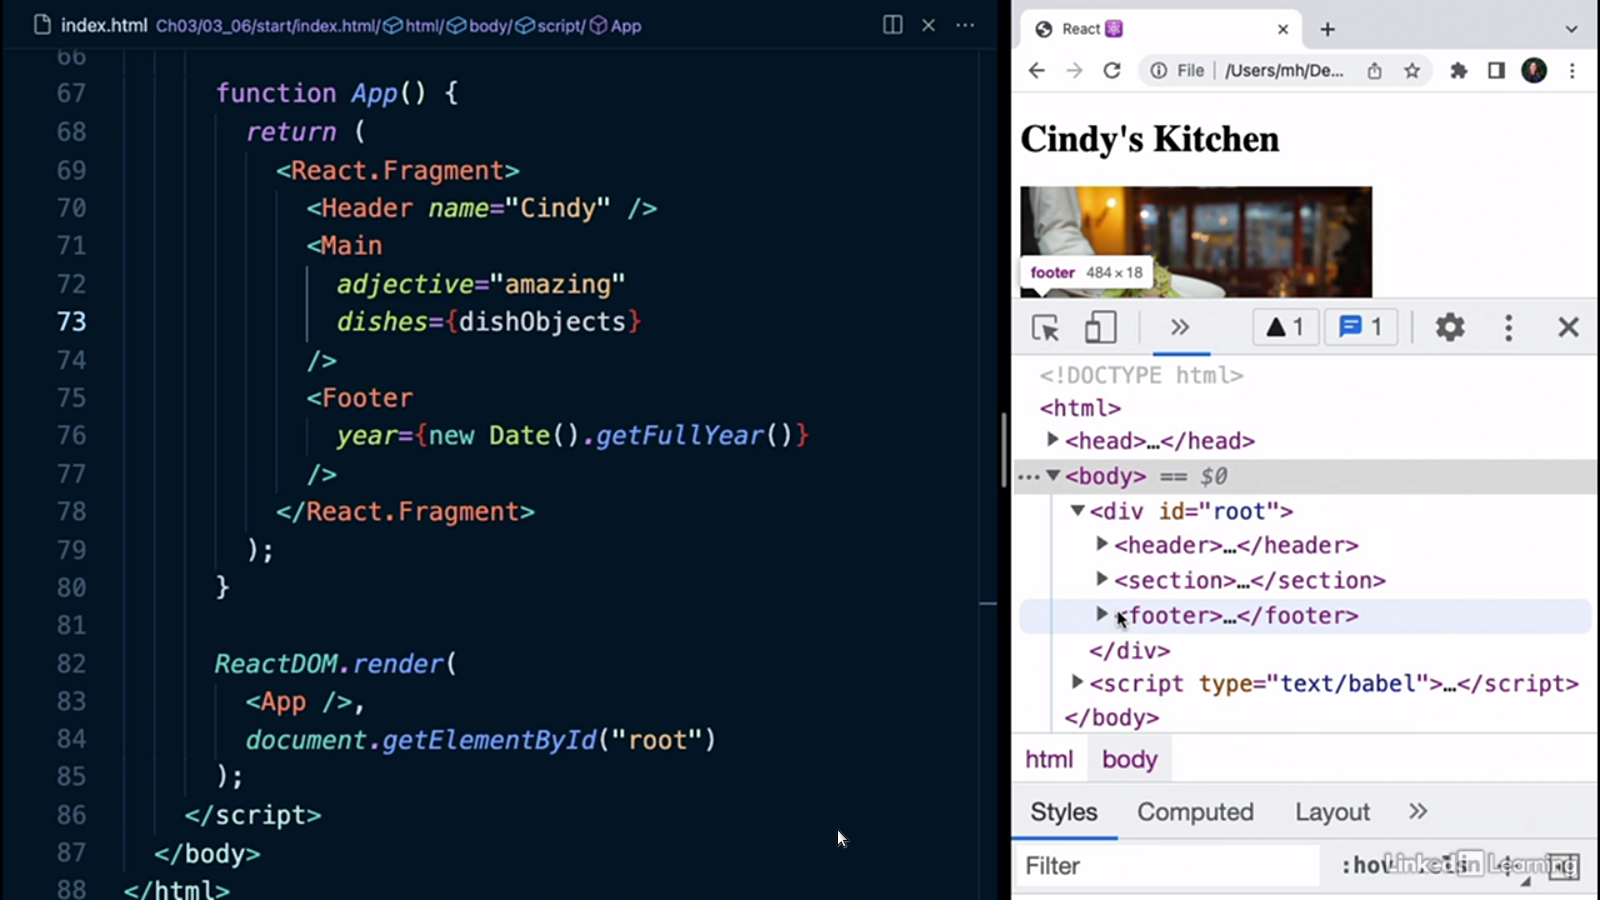 index.html Ch03/03_06/start/index.html/ html/ body/ script/ App
66
67 function App() {
68 return (
69 <React.Fragment>
70 <Header name="Cindy" />
71 <Main
72 adjective="amazing"
73 dishes={dishObjects}
74 />
75 <Footer
76 year={new Date().getFullYear()}
77 />
78 </React.Fragment>
79 );
80 }
81
82 ReactDOM.render(
83 <App />,
84 document.getElementById("root")
85 );
86 </script>
87 </body>
88 </html>
React
File /Users/mh/De...
Cindy's Kitchen
footer 484×18
1 1
<!DOCTYPE html>
<html>
<head>…</head>
<body> == $0
<div id="root">
<header>…</header>
<section>…</section>
<footer>…</footer>
</div>
<script type="text/babel">…</script>
</body>
html body
Styles Computed Layout
Filter :hov .cls
LinkedIn Learning